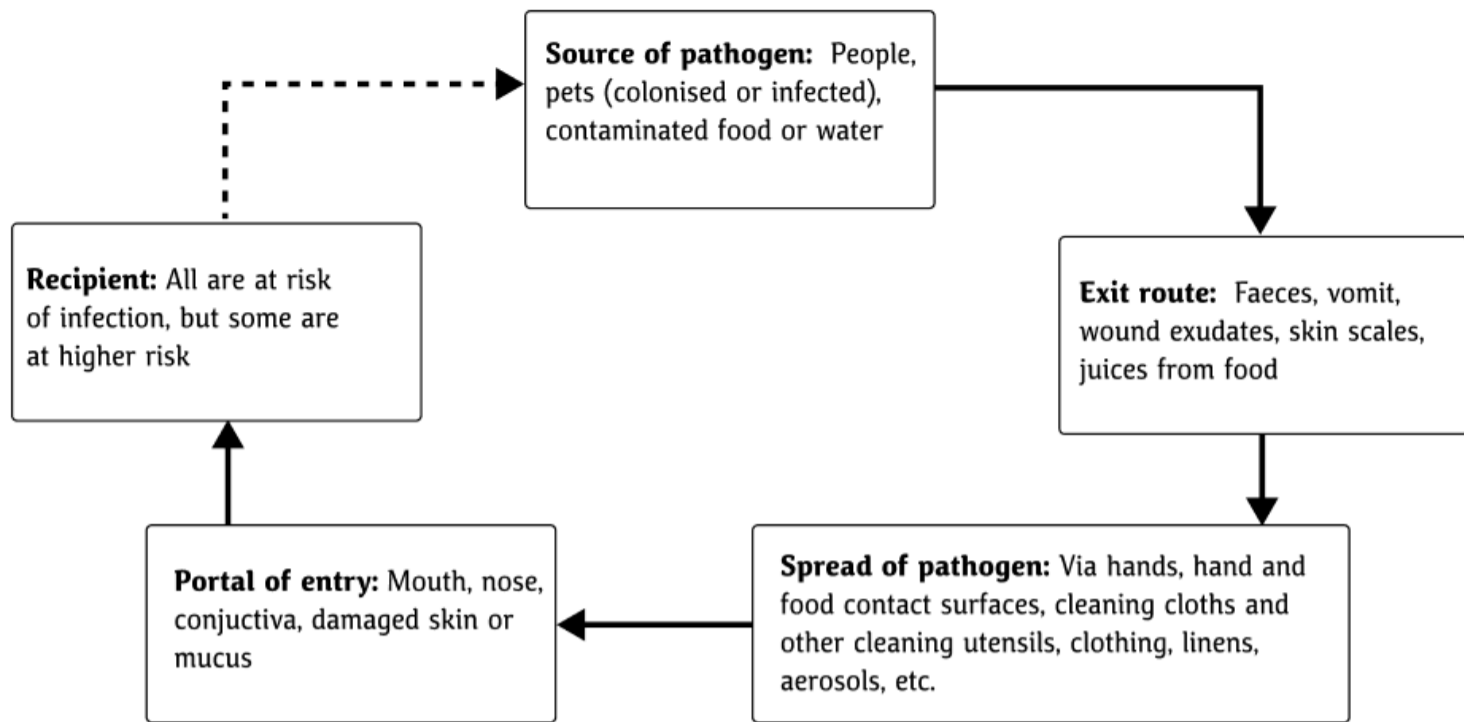 Source of pathogen: People,
pets (colonised or infected),
contaminated food or water
Exit route: Faeces, vomit,
wound exudates, skin scales,
juices from food
Spread of pathogen: Via hands, hand and
food contact surfaces, cleaning cloths and
other cleaning utensils, clothing, linens,
aerosols, etc.
Portal of entry: Mouth, nose,
conjuctiva, damaged skin or
mucus
Recipient: All are at risk
of infection, but some are
at higher risk